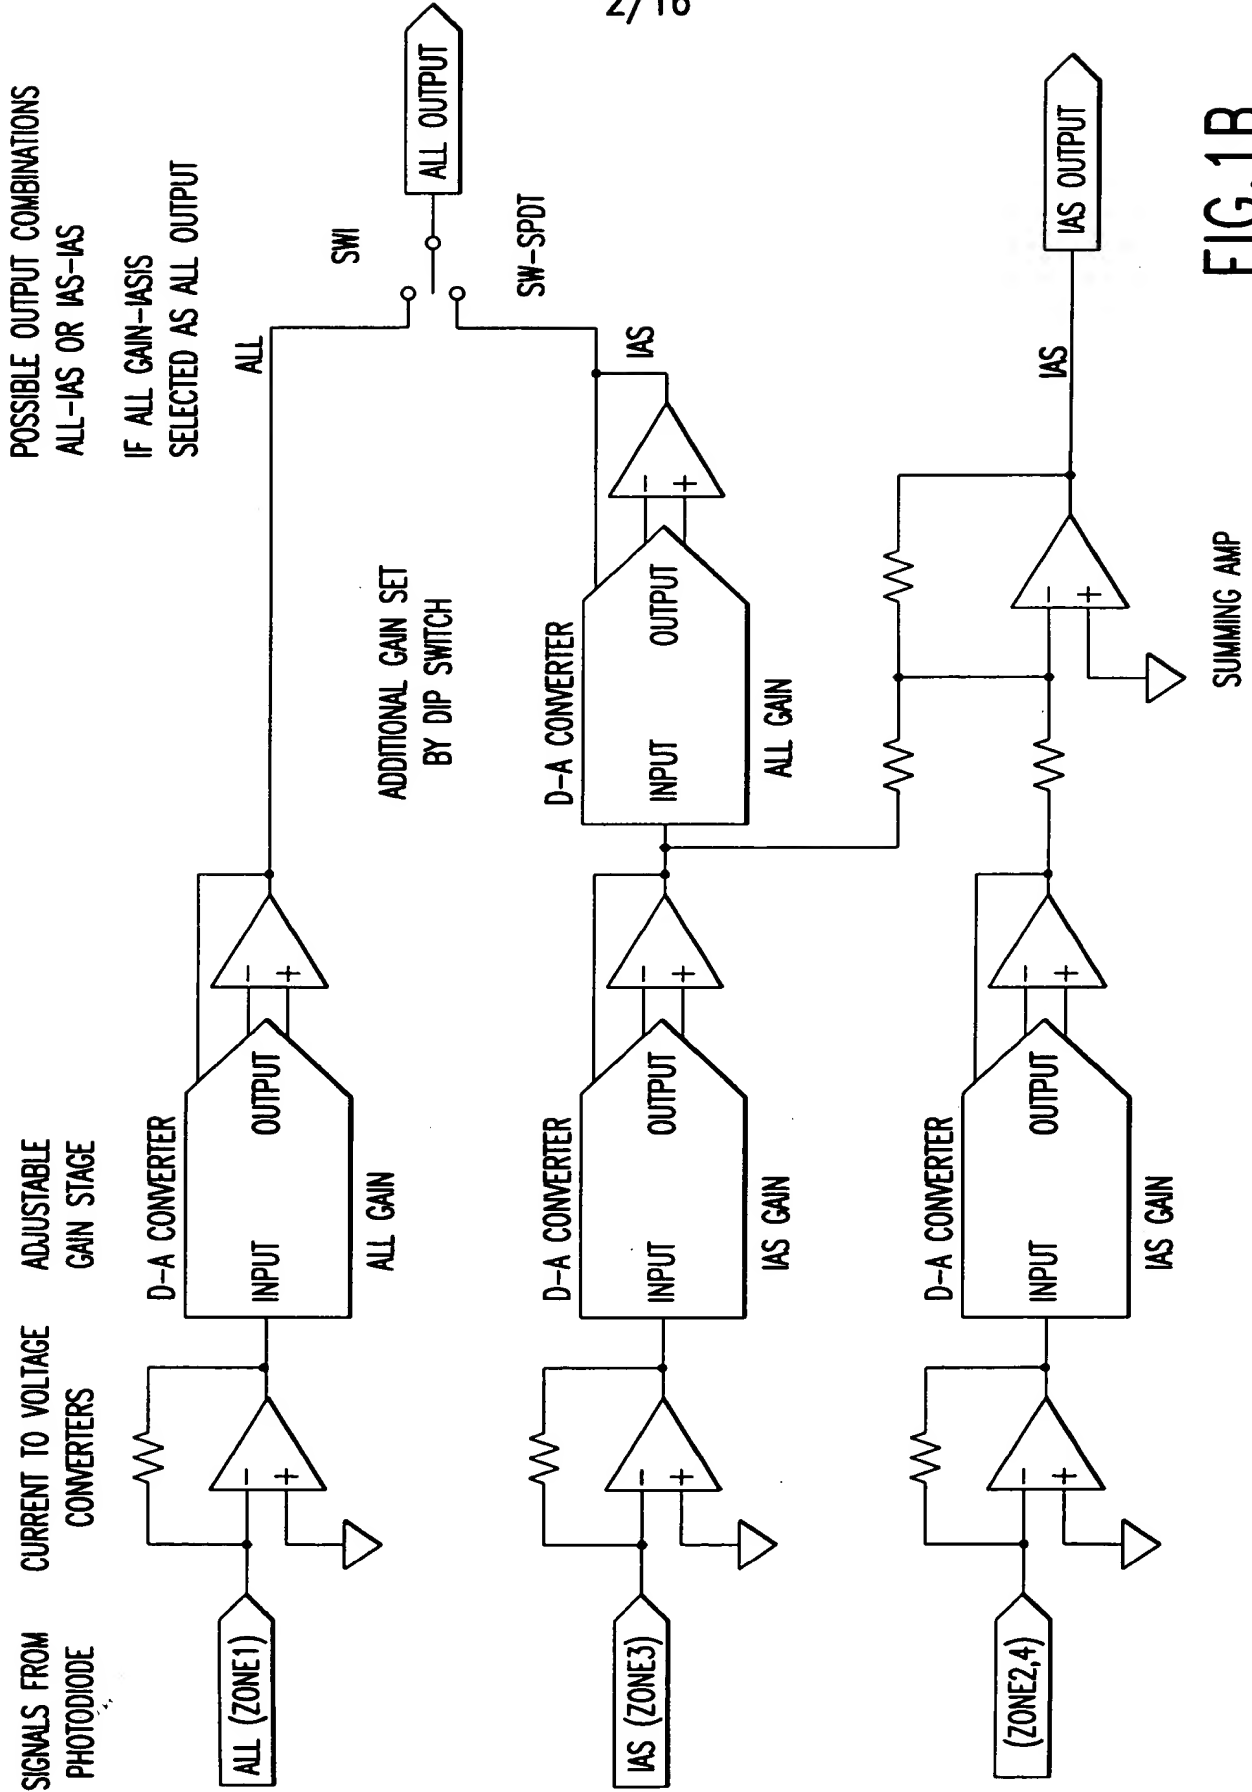 2/16
SIGNALS FROM
PHOTODIODE
CURRENT TO VOLTAGE
CONVERTERS
ADJUSTABLE
GAIN STAGE
POSSIBLE OUTPUT COMBINATIONS
ALL-IAS OR IAS-IAS
IF ALL GAIN-IASIS
SELECTED AS ALL OUTPUT
ALL (ZONE1)
-
+
D-A CONVERTER
INPUT
OUTPUT
ALL GAIN
-
+
ALL
SW1
SW-SPDT
ALL OUTPUT
ADDITIONAL GAIN SET
BY DIP SWITCH
IAS (ZONE3)
-
+
D-A CONVERTER
INPUT
OUTPUT
IAS GAIN
-
+
D-A CONVERTER
INPUT
OUTPUT
ALL GAIN
-
+
IAS
(ZONE2,4)
-
+
D-A CONVERTER
INPUT
OUTPUT
IAS GAIN
-
+
-
+
SUMMING AMP
IAS
IAS OUTPUT
FIG.1B